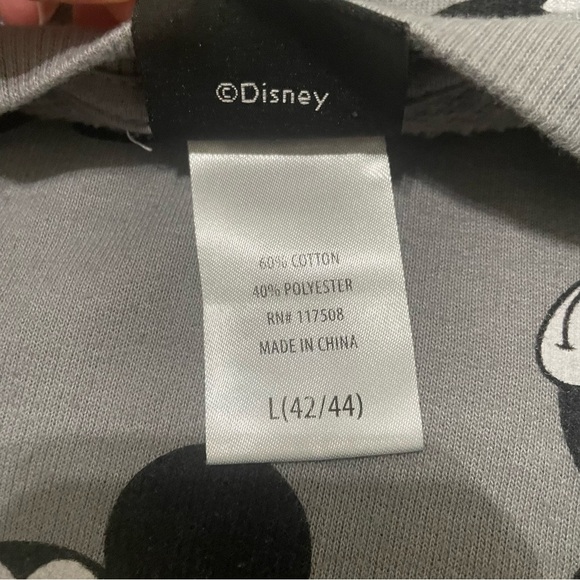 ©Disney
60% COTTON
40% POLYESTER
RN# 117508
MADE IN CHINA
L(42/44)